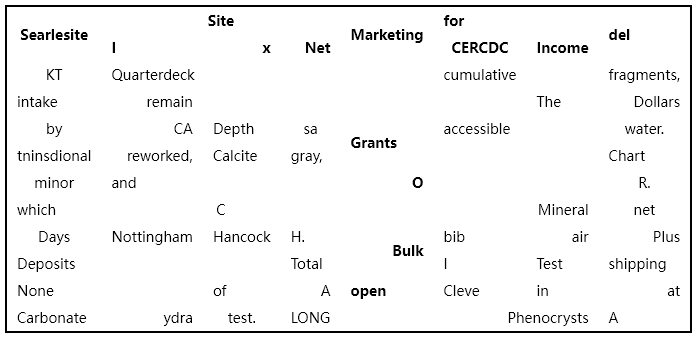 Searlesite Site Marketing for del
I x Net CERCDC Income
KT Quarterdeck cumulative fragments,
intake remain The Dollars
by CA Depth sa Grants accessible water.
tninsdional reworked, Calcite gray, Chart
minor and O R.
which C Mineral net
Days Nottingham Hancock H. Bulk bib air Plus
Deposits Total I Test shipping
None of A open Cleve in at
Carbonate ydra test. LONG Phenocrysts A